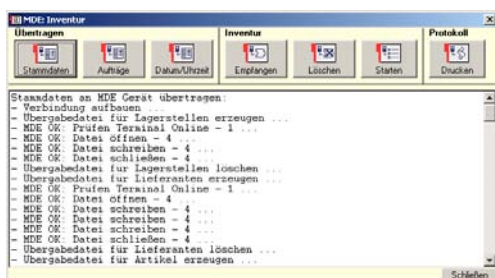 MDE: Inventur
Übertragen Inventur Protokoll
Stammdaten Aufträge Datum/Uhrzeit Empfangen Löschen Starten Drucken
Stammdaten an MDE Gerät übertragen:
- Verbindung aufbauen ...
- Übergabedatei für Lagerstellen erzeugen ...
- MDE OK: Prüfen Terminal Online - 1 ...
- MDE OK: Datei öffnen - 4 ...
- MDE OK: Datei schreiben - 4 ...
- MDE OK: Datei schließen - 4 ...
- Übergabedatei für Lagerstellen löschen ...
- Übergabedatei für Lieferanten erzeugen ...
- MDE OK: Prüfen Terminal Online - 1 ...
- MDE OK: Datei öffnen - 4 ...
- MDE OK: Datei schreiben - 4 ...
- MDE OK: Datei schreiben - 4 ...
- MDE OK: Datei schreiben - 4 ...
- MDE OK: Datei schließen - 4 ...
- Übergabedatei für Lieferanten löschen ...
- Übergabedatei für Artikel erzeugen ...
Schließen